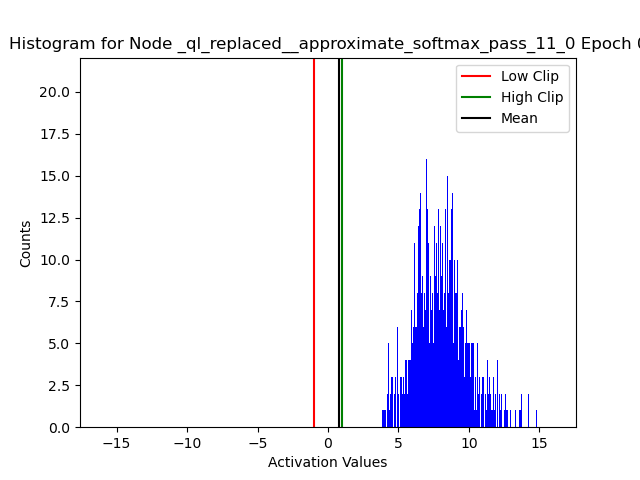 Histogram for Node _ql_replaced__approximate_softmax_pass_11_0 Epoch 0
Low Clip
High Clip
Mean
Counts
20.0
17.5
15.0
12.5
10.0
7.5
5.0
2.5
0.0
−15
−10
−5
0
5
10
15
Activation Values